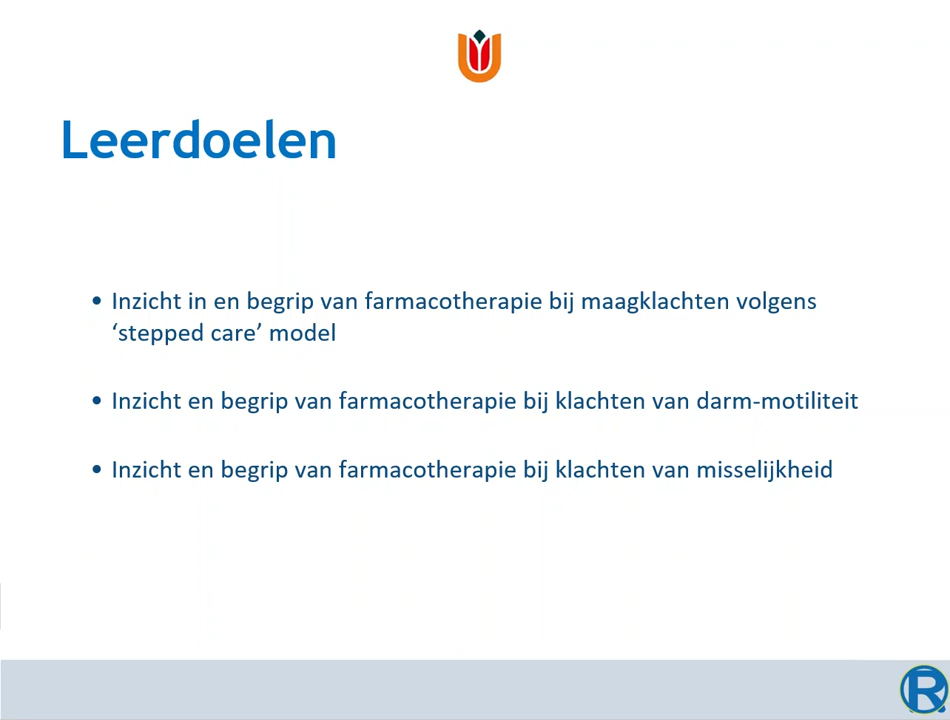 Leerdoelen
• Inzicht in en begrip van farmacotherapie bij maagklachten volgens
‘stepped care’ model
• Inzicht en begrip van farmacotherapie bij klachten van darm-motiliteit
• Inzicht en begrip van farmacotherapie bij klachten van misselijkheid
R